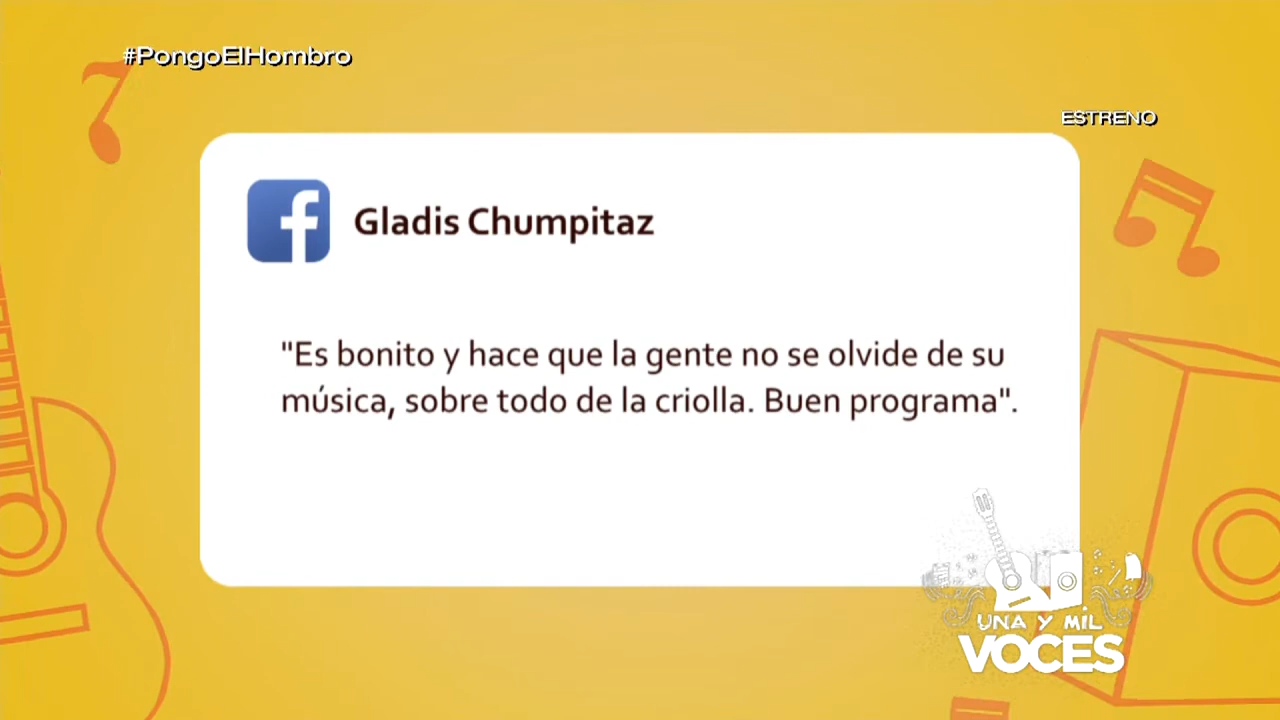 #PongoElHombro
ESTRENO
Gladis Chumpitaz
"Es bonito y hace que la gente no se olvide de su
música, sobre todo de la criolla. Buen programa".
UNA Y MIL
VOCES